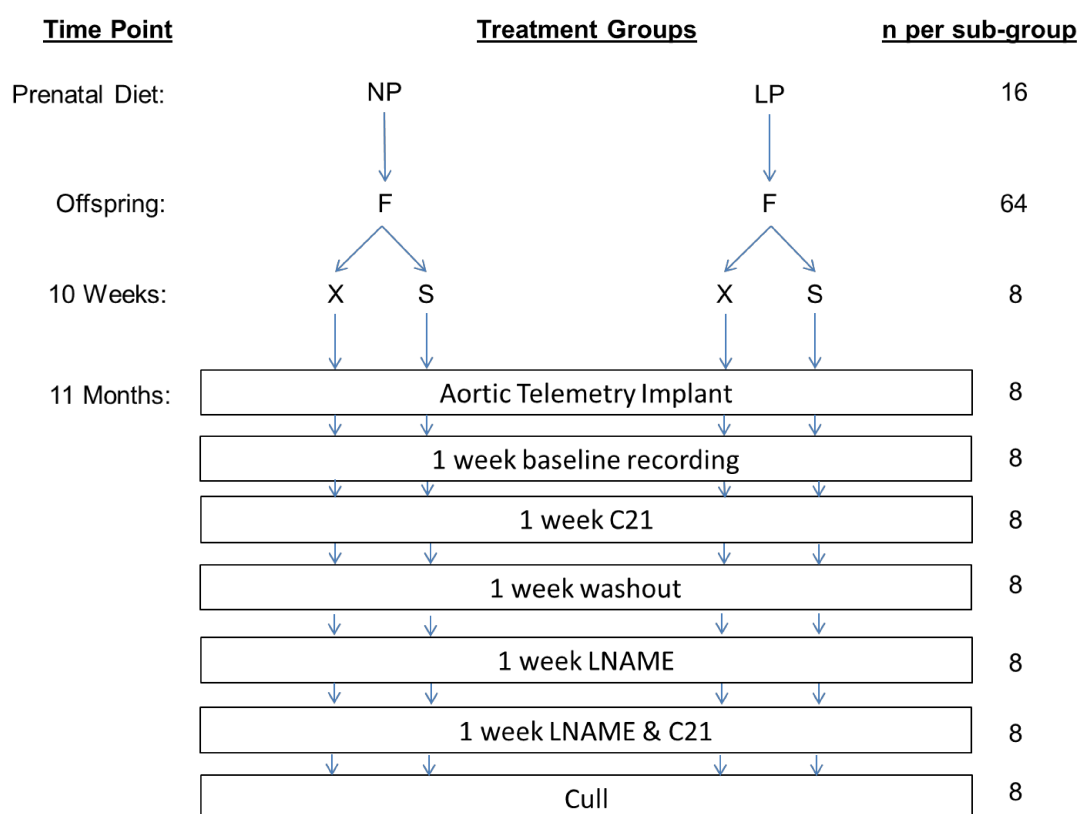 Time Point Treatment Groups n per sub-group
Prenatal Diet: NP LP 16
Offspring: F F 64
10 Weeks: X S X S 8
11 Months: Aortic Telemetry Implant 8
1 week baseline recording 8
1 week C21 8
1 week washout 8
1 week LNAME 8
1 week LNAME & C21 8
Cull 8